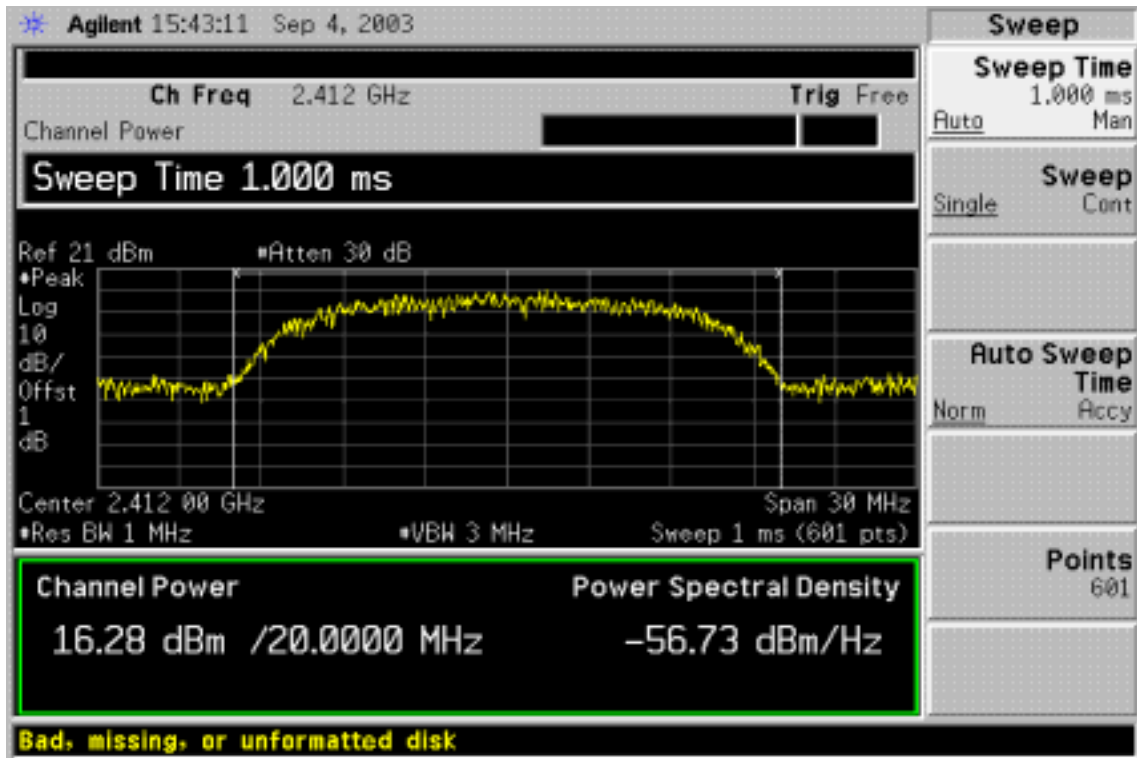 Agilent 15:43:11 Sep 4, 2003
Sweep
Ch Freq 2.412 GHz Trig Free
Channel Power
Sweep Time 1.000 ms
Ref 21 dBm #Atten 30 dB
#Peak
Log
10
dB/
Offst
1
dB
Center 2.412 00 GHz Span 30 MHz
#Res BW 1 MHz #VBW 3 MHz Sweep 1 ms (601 pts)
Channel Power Power Spectral Density
16.28 dBm /20.0000 MHz -56.73 dBm/Hz
Bad, missing, or unformatted disk
Sweep Time
1.000 ms
Auto Man
Sweep
Single Cont
Auto Sweep
Time
Norm Accy
Points
601